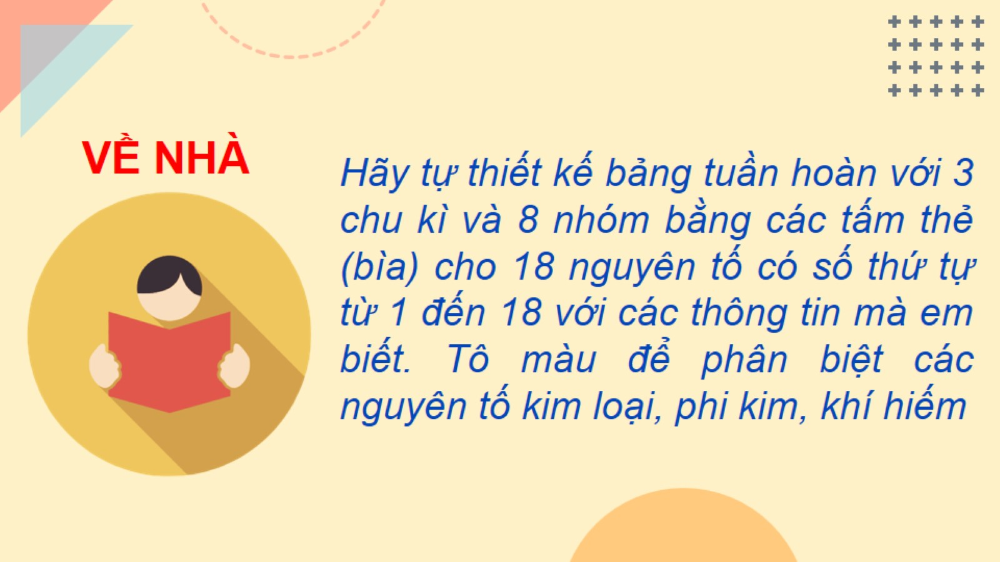 VỀ NHÀ
Hãy tự thiết kế bảng tuần hoàn với 3
chu kì và 8 nhóm bằng các tấm thẻ
(bìa) cho 18 nguyên tố có số thứ tự
từ 1 đến 18 với các thông tin mà em
biết. Tô màu để phân biệt các
nguyên tố kim loại, phi kim, khí hiếm